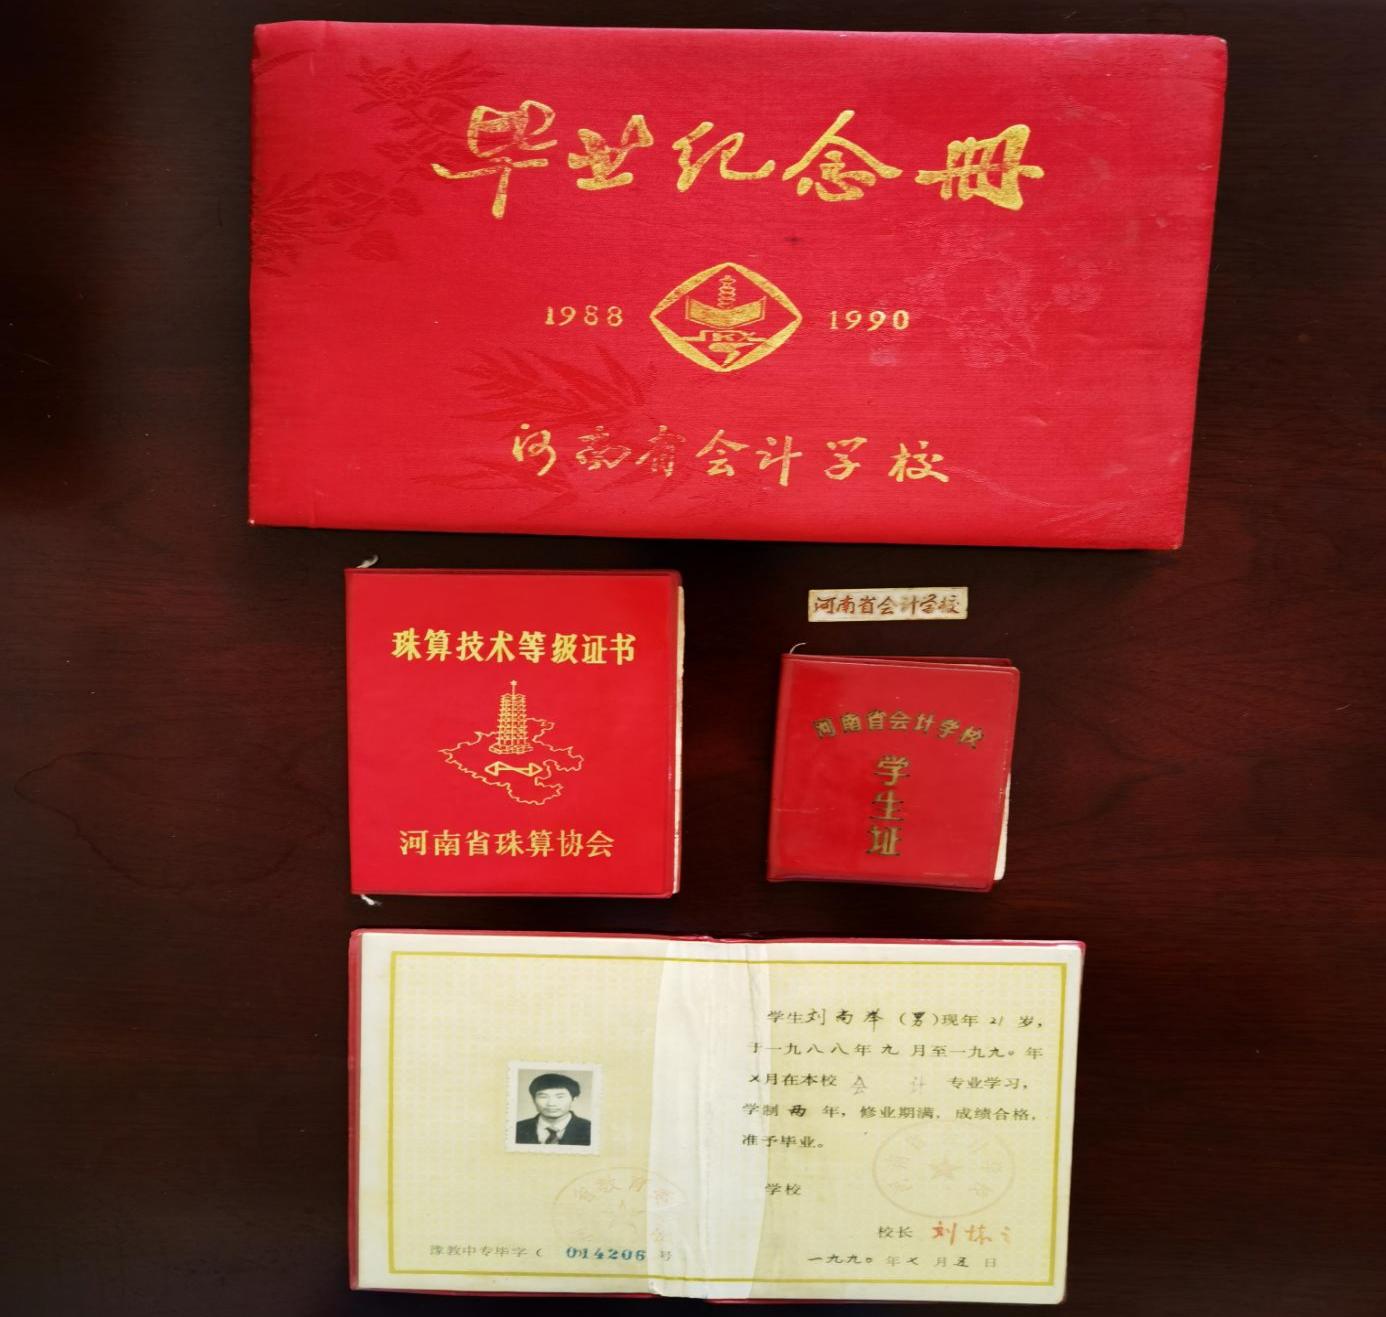 毕业纪念册
1988 1990
河南省会计学校
珠算技术等级证书
河南省珠算协会
河南省会计学校
河南省会计学校
学生证
学生刘尚举(男)现年21岁,
于一九八八年九月至一九九〇年
七月在本校会计专业学习,
学制两年,修业期满,成绩合格,
准予毕业。
学校
校长 刘
一九九〇年七月五日
豫教中专毕字( 014206 号